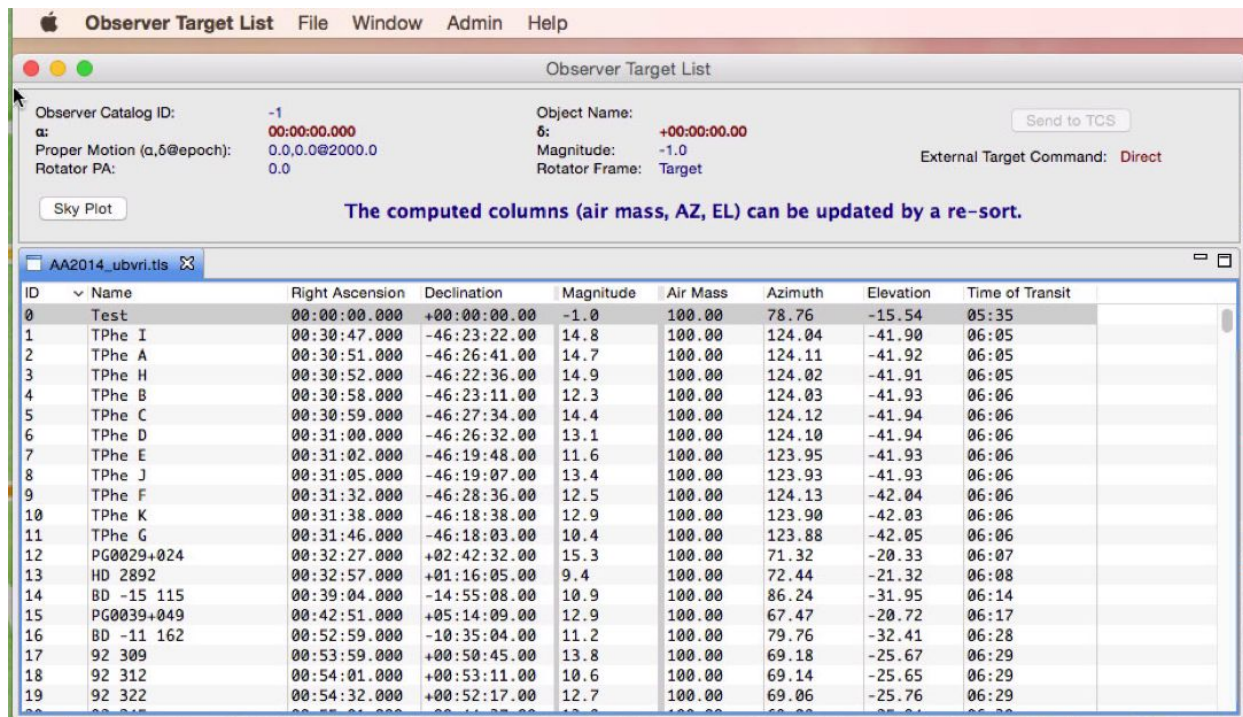 Observer Target List File Window Admin Help
Observer Target List
Observer Catalog ID: -1 Object Name:
α: 00:00:00.000 δ: +00:00:00.00
Send to TCS
Proper Motion (α,δ@epoch): 0.0,0.0@2000.0 Magnitude: -1.0
External Target Command: Direct
Rotator PA: 0.0 Rotator Frame: Target
Sky Plot The computed columns (air mass, AZ, EL) can be updated by a re-sort.
AA2014_ubvri.tls
ID Name Right Ascension Declination Magnitude Air Mass Azimuth Elevation Time of Transit
0 Test 00:00:00.000 +00:00:00.00 -1.0 100.00 78.76 -15.54 05:35
1 TPhe I 00:30:47.000 -46:23:22.00 14.8 100.00 124.04 -41.90 06:05
2 TPhe A 00:30:51.000 -46:26:41.00 14.7 100.00 124.11 -41.92 06:05
3 TPhe H 00:30:52.000 -46:22:36.00 14.9 100.00 124.02 -41.91 06:05
4 TPhe B 00:30:58.000 -46:23:11.00 12.3 100.00 124.03 -41.93 06:06
5 TPhe C 00:30:59.000 -46:27:34.00 14.4 100.00 124.12 -41.94 06:06
6 TPhe D 00:31:00.000 -46:26:32.00 13.1 100.00 124.10 -41.94 06:06
7 TPhe E 00:31:02.000 -46:19:48.00 11.6 100.00 123.95 -41.93 06:06
8 TPhe J 00:31:05.000 -46:19:07.00 13.4 100.00 123.93 -41.93 06:06
9 TPhe F 00:31:32.000 -46:28:36.00 12.5 100.00 124.13 -42.04 06:06
10 TPhe K 00:31:38.000 -46:18:38.00 12.9 100.00 123.90 -42.03 06:06
11 TPhe G 00:31:46.000 -46:18:03.00 10.4 100.00 123.88 -42.05 06:06
12 PG0029+024 00:32:27.000 +02:42:32.00 15.3 100.00 71.32 -20.33 06:07
13 HD 2892 00:32:57.000 +01:16:05.00 9.4 100.00 72.44 -21.32 06:08
14 BD -15 115 00:39:04.000 -14:55:08.00 10.9 100.00 86.24 -31.95 06:14
15 PG0039+049 00:42:51.000 +05:14:09.00 12.9 100.00 67.47 -20.72 06:17
16 BD -11 162 00:52:59.000 -10:35:04.00 11.2 100.00 79.76 -32.41 06:28
17 92 309 00:53:59.000 +00:50:45.00 13.8 100.00 69.18 -25.67 06:29
18 92 312 00:54:01.000 +00:53:11.00 10.6 100.00 69.14 -25.65 06:29
19 92 322 00:54:32.000 +00:52:17.00 12.7 100.00 69.06 -25.76 06:29